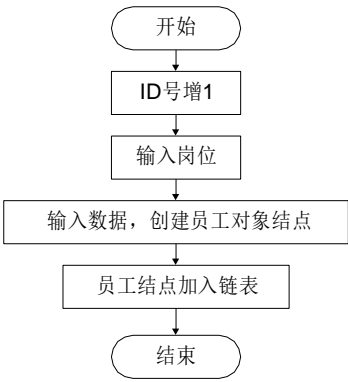 开始
ID号增1
输入岗位
输入数据，创建员工对象结点
员工结点加入链表
结束